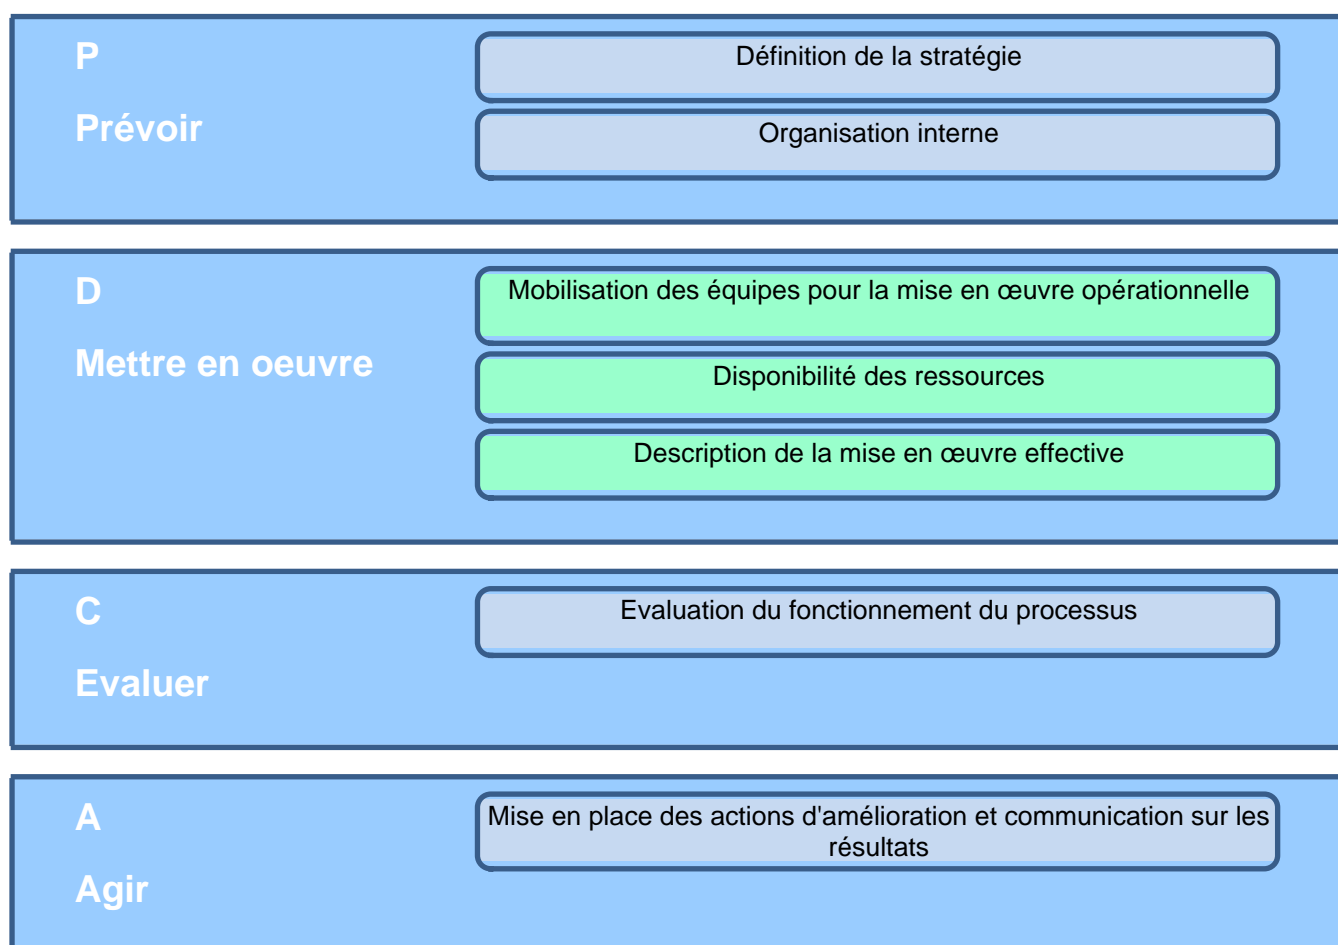 P
Prévoir
Définition de la stratégie
Organisation interne
D
Mettre en oeuvre
Mobilisation des équipes pour la mise en œuvre opérationnelle
Disponibilité des ressources
Description de la mise en œuvre effective
C
Evaluer
Evaluation du fonctionnement du processus
A
Agir
Mise en place des actions d'amélioration et communication sur les
résultats